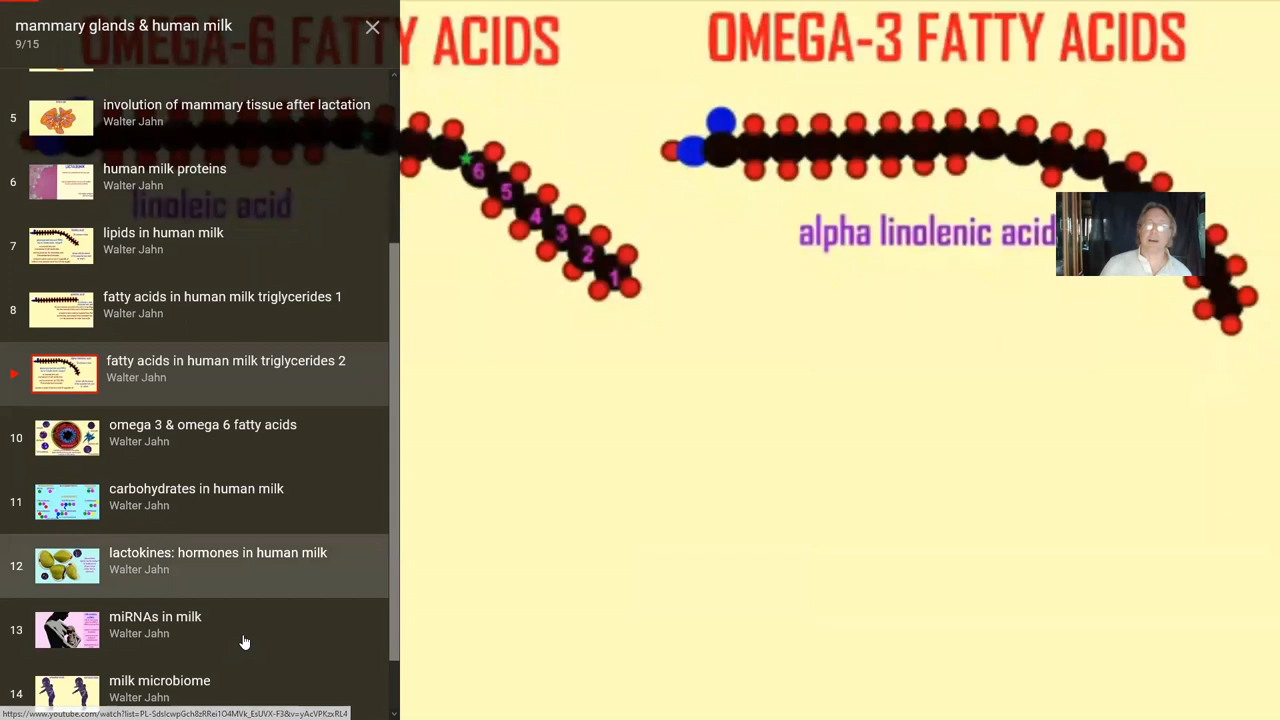 mammary glands & human milk
9/15
OMEGA-6 FATTY ACIDS
OMEGA-3 FATTY ACIDS
5
involution of mammary tissue after lactation
Walter Jahn
6
human milk proteins
Walter Jahn
linoleic acid
6
5
4
3
2
1
alpha linolenic acid
7
lipids in human milk
Walter Jahn
8
fatty acids in human milk triglycerides 1
Walter Jahn
fatty acids in human milk triglycerides 2
Walter Jahn
10
omega 3 & omega 6 fatty acids
Walter Jahn
11
carbohydrates in human milk
Walter Jahn
12
lactokines: hormones in human milk
Walter Jahn
13
miRNAs in milk
Walter Jahn
14
milk microbiome
Walter Jahn